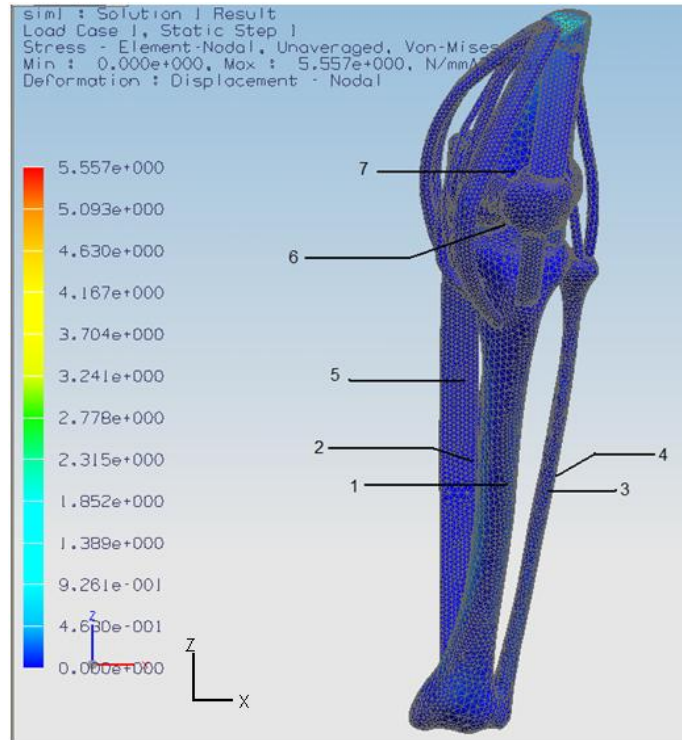 sim1 : Solution 1 Result
Load Case 1, Static Step 1
Stress - Element-Nodal, Unaveraged, Von-Mises
Min : 0.000e+000, Max : 5.557e+000, N/mm^
Deformation : Displacement - Nodal
7
5.557e+000
5.093e+000
6
4.630e+000
4.167e+000
3.704e+000
5
3.241e+000
2.778e+000
2
4
2.315e+000
1
3
1.852e+000
1.389e+000
9.261e-001
4.630e-001
Z
Z
X
0.000e+000
X